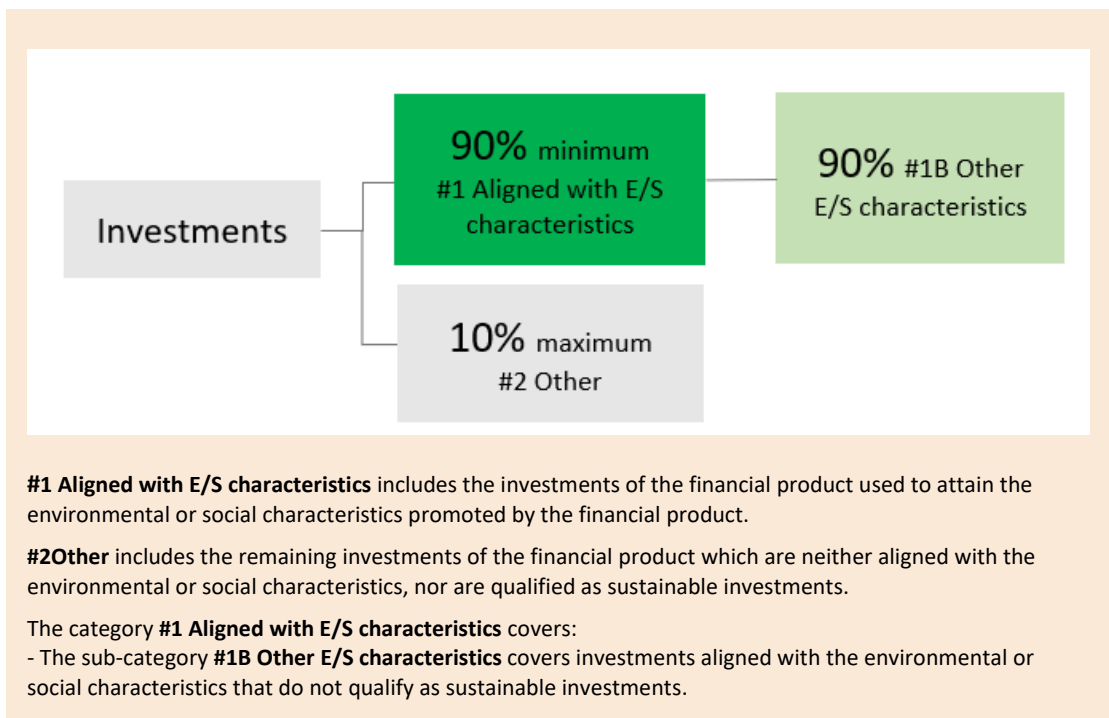 90% minimum
#1 Aligned with E/S
characteristics
90% #1B Other
E/S characteristics
Investments
10% maximum
#2 Other
#1 Aligned with E/S characteristics includes the investments of the financial product used to attain the
environmental or social characteristics promoted by the financial product.
#2Other includes the remaining investments of the financial product which are neither aligned with the
environmental or social characteristics, nor are qualified as sustainable investments.
The category #1 Aligned with E/S characteristics covers:
- The sub-category #1B Other E/S characteristics covers investments aligned with the environmental or
social characteristics that do not qualify as sustainable investments.